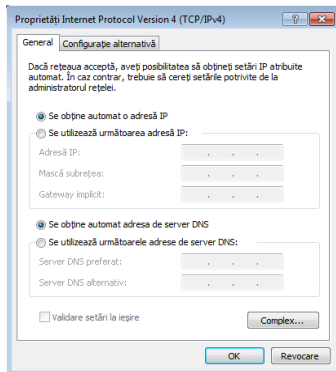 Proprietăți Internet Protocol Version 4 (TCP/IPv4)
General
Configurație alternativă
Dacă rețeaua acceptă, aveți posibilitatea să obțineți setări IP atribuite
automat. În caz contrar, trebuie să cereți setările potrivite de la
administratorul rețelei.
Se obține automat o adresă IP
Se utilizează următoarea adresă IP:
Adresă IP:
Mască subrețea:
Gateway implicit:
Se obține automat adresa de server DNS
Se utilizează următoarele adrese de server DNS:
Server DNS preferat:
Server DNS alternativ:
Validare setări la ieșire
Complex...
OK
Revocare